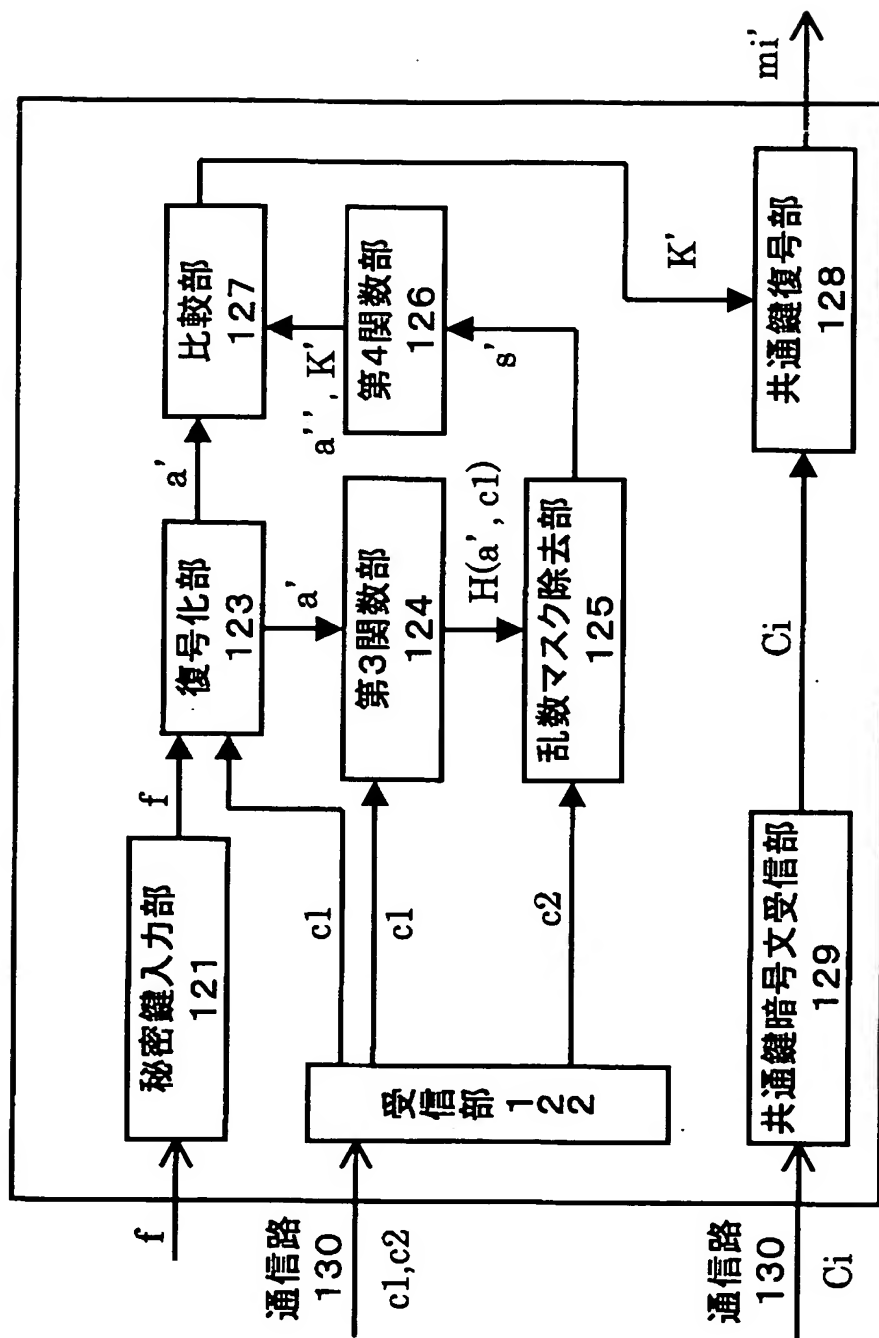 f
秘密鍵入力部
121
f
復号化部
123
a'
比較部
127
通信路
130
c1,c2
受信部 122
c1
c1
c2
a'
第3関数部
124
H(a', c1)
乱数マスク除去部
125
a'', K'
第4関数部
126
s'
K'
通信路
130
Ci
共通鍵暗号文受信部
129
Ci
共通鍵復号部
128
mi'